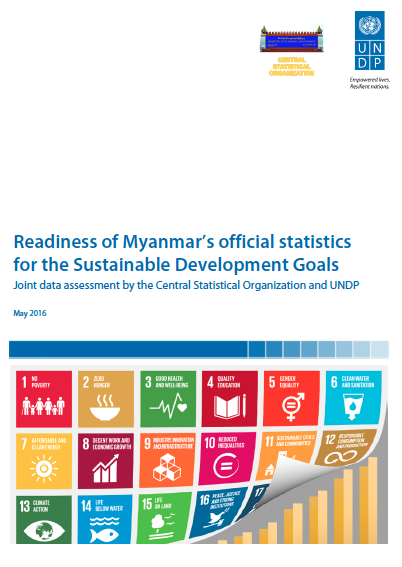 CENTRAL
STATISTICAL
ORGANIZATION
U N
D P
Empowered lives.
Resilient nations.
Readiness of Myanmar's official statistics
for the Sustainable Development Goals
Joint data assessment by the Central Statistical Organization and UNDP
May 2016
1 NO
POVERTY
2 ZERO
HUNGER
3 GOOD HEALTH
AND WELL-BEING
4 QUALITY
EDUCATION
5 GENDER
EQUALITY
6 CLEAN WATER
AND SANITATION
7 AFFORDABLE AND
CLEAN ENERGY
8 DECENT WORK AND
ECONOMIC GROWTH
9 INDUSTRY, INNOVATION
AND INFRASTRUCTURE
10 REDUCED
INEQUALITIES
11 SUSTAINABLE CITIES
AND COMMUNITIES
12 RESPONSIBLE
CONSUMPTION
AND PRODUCTION
13 CLIMATE
ACTION
14 LIFE
BELOW WATER
15 LIFE
ON LAND
16 PEACE, JUSTICE
AND STRONG
INSTITUTIONS
17